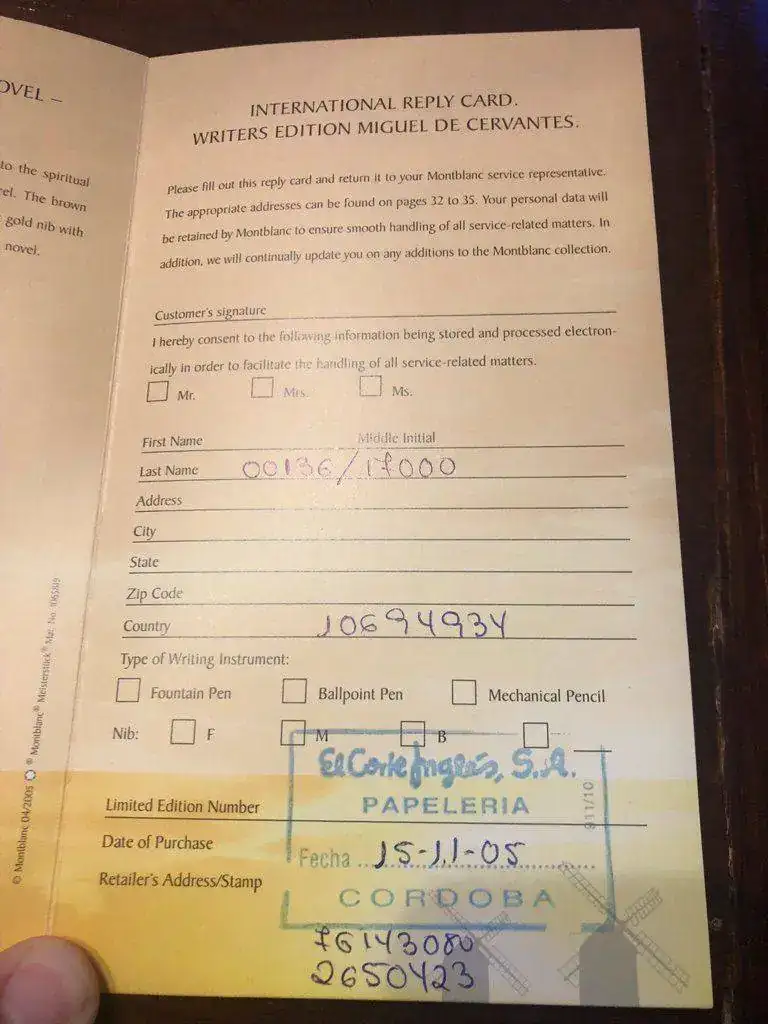 OVEL –
to the spiritual
el. The brown
gold nib with
novel.
© Montblanc 04/2005 ® Montblanc® Meisterstück® Mat. No.
INTERNATIONAL REPLY CARD.
WRITERS EDITION MIGUEL DE CERVANTES.
Please fill out this reply card and return it to your Montblanc service representative.
The appropriate addresses can be found on pages 32 to 35. Your personal data will
be retained by Montblanc to ensure smooth handling of all service-related matters. In
addition, we will continually update you on any additions to the Montblanc collection.
Customer's signature
I hereby consent to the following information being stored and processed electron-
ically in order to facilitate the handling of all service-related matters.
Mr. Mrs. Ms.
First Name Middle Initial
Last Name 00136/17000
Address
City
State
Zip Code
Country J0694934
Type of Writing Instrument:
Fountain Pen Ballpoint Pen Mechanical Pencil
Nib: F M B
El Corte Inglés, S.A.
PAPELERIA
911/10
Limited Edition Number
Date of Purchase
Fecha 15-11-05
Retailer's Address/Stamp
CORDOBA
76143080
2650423